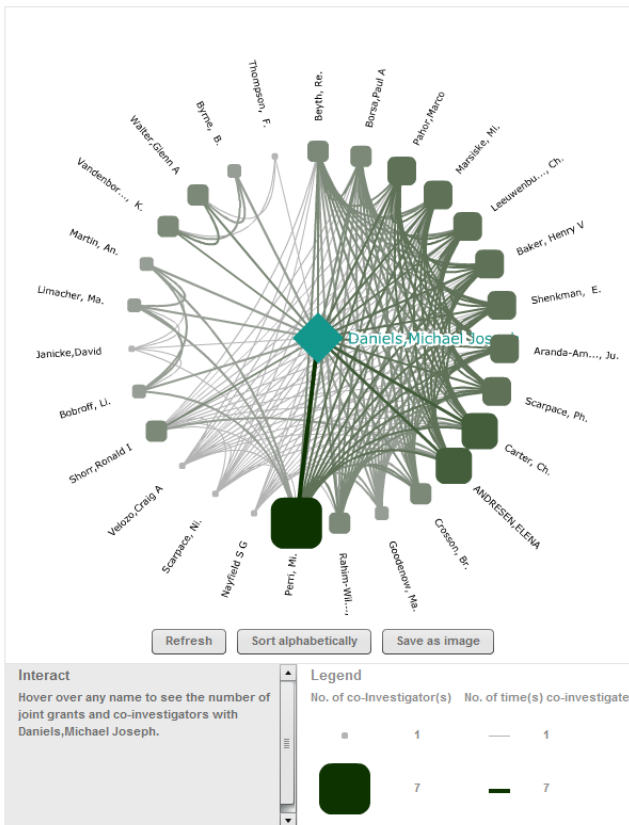 Thompson, F.
Byrne, B.
Walter,Glenn A
Vandenbor..., K.
Martin, An.
Limacher, Ma.
Janicke,David
Bobroff, Li.
Shorr,Ronald I
Velozo,Craig A
Scarpace, Ni.
Nayfield S G
Perri, Mi.
Rahim-Wil...,
Goodenow, Ma.
Crosson, Br.
ANDRESEN,ELENA
Carter, Ch.
Scarpace, Ph.
Aranda-Am..., Ju.
Shenkman, E.
Baker, Henry V
Leeuwenbu..., Ch.
Marsiske, Mi.
Pahor,Marco
Borsa,Paul A
Beyth, Re.
Daniels,Michael Joseph
Refresh
Sort alphabetically
Save as image
Interact
Hover over any name to see the number of
joint grants and co-investigators with
Daniels,Michael Joseph.
Legend
No. of co-Investigator(s) No. of time(s) co-investigate
1 1
7 7